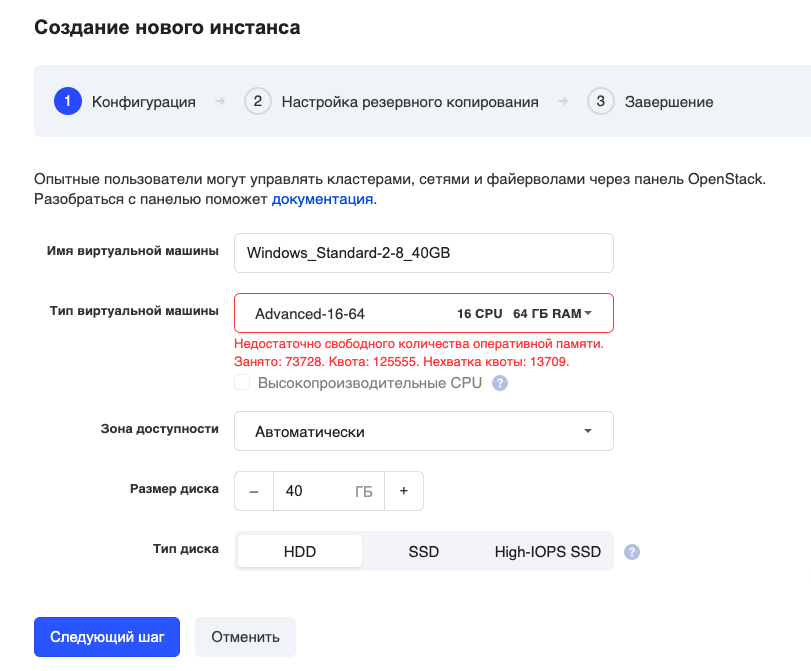 Создание нового инстанса
1 Конфигурация → 2 Настройка резервного копирования → 3 Завершение
Опытные пользователи могут управлять кластерами, сетями и файерволами через панель OpenStack.
Разобраться с панелью поможет документация.
Имя виртуальной машины Windows_Standard-2-8_40GB
Тип виртуальной машины Advanced-16-64 16 CPU 64 ГБ RAM
Недостаточно свободного количества оперативной памяти.
Занято: 73728. Квота: 125555. Нехватка квоты: 13709.
Высокопроизводительные CPU ?
Зона доступности Автоматически
Размер диска – 40 ГБ +
Тип диска HDD SSD High-IOPS SSD ?
Следующий шаг Отменить